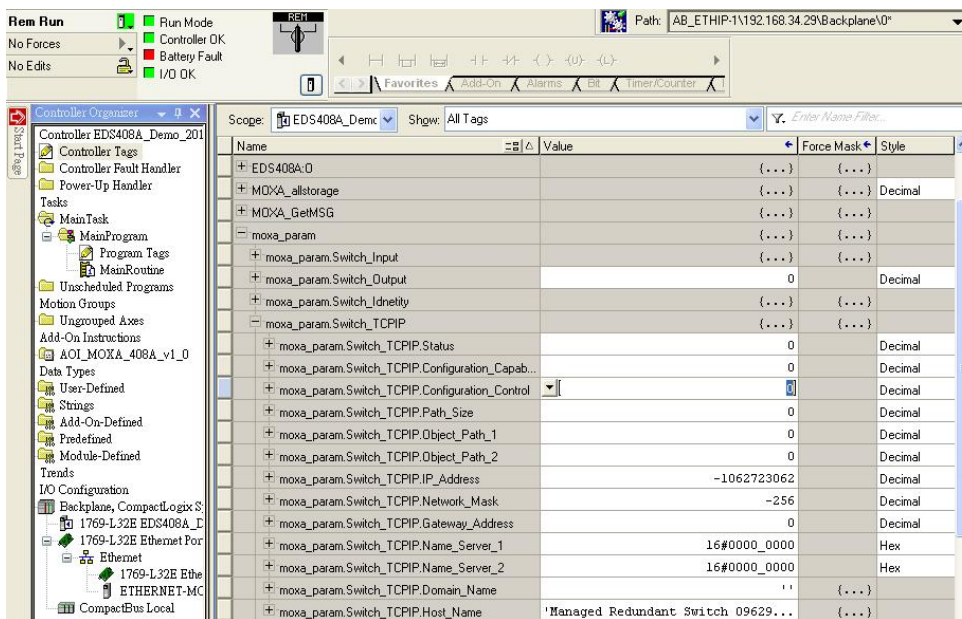 Rem Run
Run Mode
REM
Path: AB_ETHIP-1\192.168.34.29\Backplane\0*
No Forces
Controller OK
Battery Fault
No Edits
I/O OK
Favorites Add-On Alarms Bit Timer/Counter
Start Page
Controller Organizer
Controller EDS408A_Demo_201
Controller Tags
Controller Fault Handler
Power-Up Handler
Tasks
MainTask
MainProgram
Program Tags
MainRoutine
Unscheduled Programs
Motion Groups
Ungrouped Axes
Add-On Instructions
AOI_MOXA_408A_v1_0
Data Types
User-Defined
Strings
Add-On-Defined
Predefined
Module-Defined
Trends
I/O Configuration
Backplane, CompactLogix S
1769-L32E EDS408A_D
1769-L32E Ethernet Por
Ethernet
1769-L32E Ethe
ETHERNET-MC
CompactBus Local
Scope: EDS408A_Demc Show: All Tags Enter Name Filter...
Name Value Force Mask Style
EDS408A:0 {...} {...}
MOXA_allstorage {...} {...} Decimal
MOXA_GetMSG {...} {...}
moxa_param {...} {...}
moxa_param.Switch_Input {...} {...}
moxa_param.Switch_Output 0 Decimal
moxa_param.Switch_Idnetity {...} {...}
moxa_param.Switch_TCPIP {...} {...}
moxa_param.Switch_TCPIP.Status 0 Decimal
moxa_param.Switch_TCPIP.Configuration_Capab... 0 Decimal
moxa_param.Switch_TCPIP.Configuration_Control 0 Decimal
moxa_param.Switch_TCPIP.Path_Size 0 Decimal
moxa_param.Switch_TCPIP.Object_Path_1 0 Decimal
moxa_param.Switch_TCPIP.Object_Path_2 0 Decimal
moxa_param.Switch_TCPIP.IP_Address -1062723062 Decimal
moxa_param.Switch_TCPIP.Network_Mask -256 Decimal
moxa_param.Switch_TCPIP.Gateway_Address 0 Decimal
moxa_param.Switch_TCPIP.Name_Server_1 16#0000_0000 Hex
moxa_param.Switch_TCPIP.Name_Server_2 16#0000_0000 Hex
moxa_param.Switch_TCPIP.Domain_Name '' {...}
moxa_param.Switch_TCPIP.Host_Name 'Managed Redundant Switch 09629... {...}